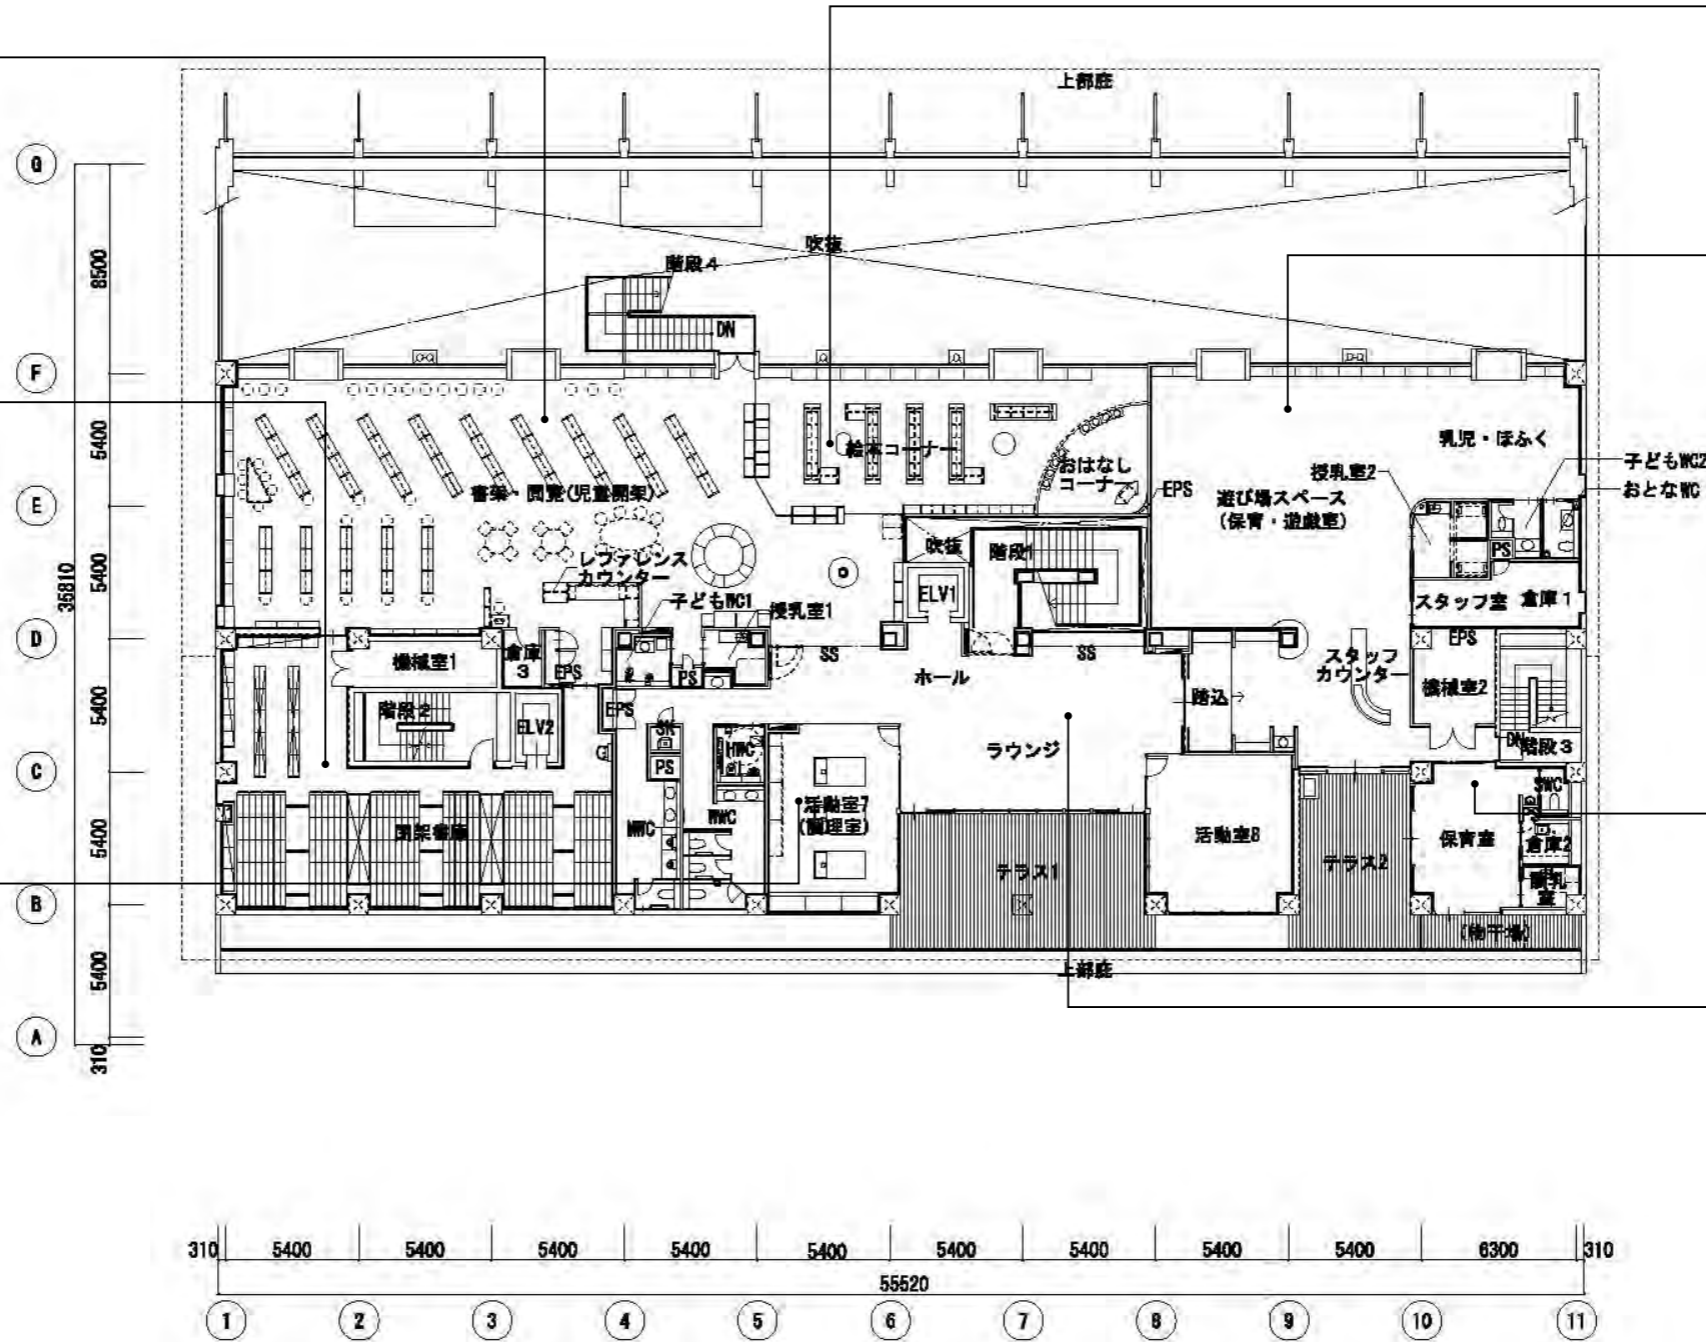 上部庇
G
吹抜
階段4
8500
DN
F
5400
乳児・ほふく
絵本コーナー
おはなし
コーナー
子どもWC2
授乳室2
おとなWC
EPS
書架・閲覧(児童開架)
遊び場スペース
(保育・遊戯室)
E
吹抜
階段1
PS
レファレンス
カウンター
5400
35810
ELV1
子どもWC1
授乳室1
スタッフ室
倉庫1
D
EPS
機械室1
倉庫
3
EPS
PS
SS
SS
ホール
スタッフ
カウンター
機械室2
踏込
5400
階段2
ELV2
EPS
SK
HWC
ラウンジ
DN
階段3
PS
C
SWC
活動室7
(調理室)
MWC
WWC
閉架書庫
活動室8
保育室
倉庫2
5400
テラス1
テラス2
調乳
室
B
(物干場)
5400
上部庇
A
310
310
5400
5400
5400
5400
5400
5400
5400
5400
5400
6300
310
55520
1
2
3
4
5
6
7
8
9
10
11